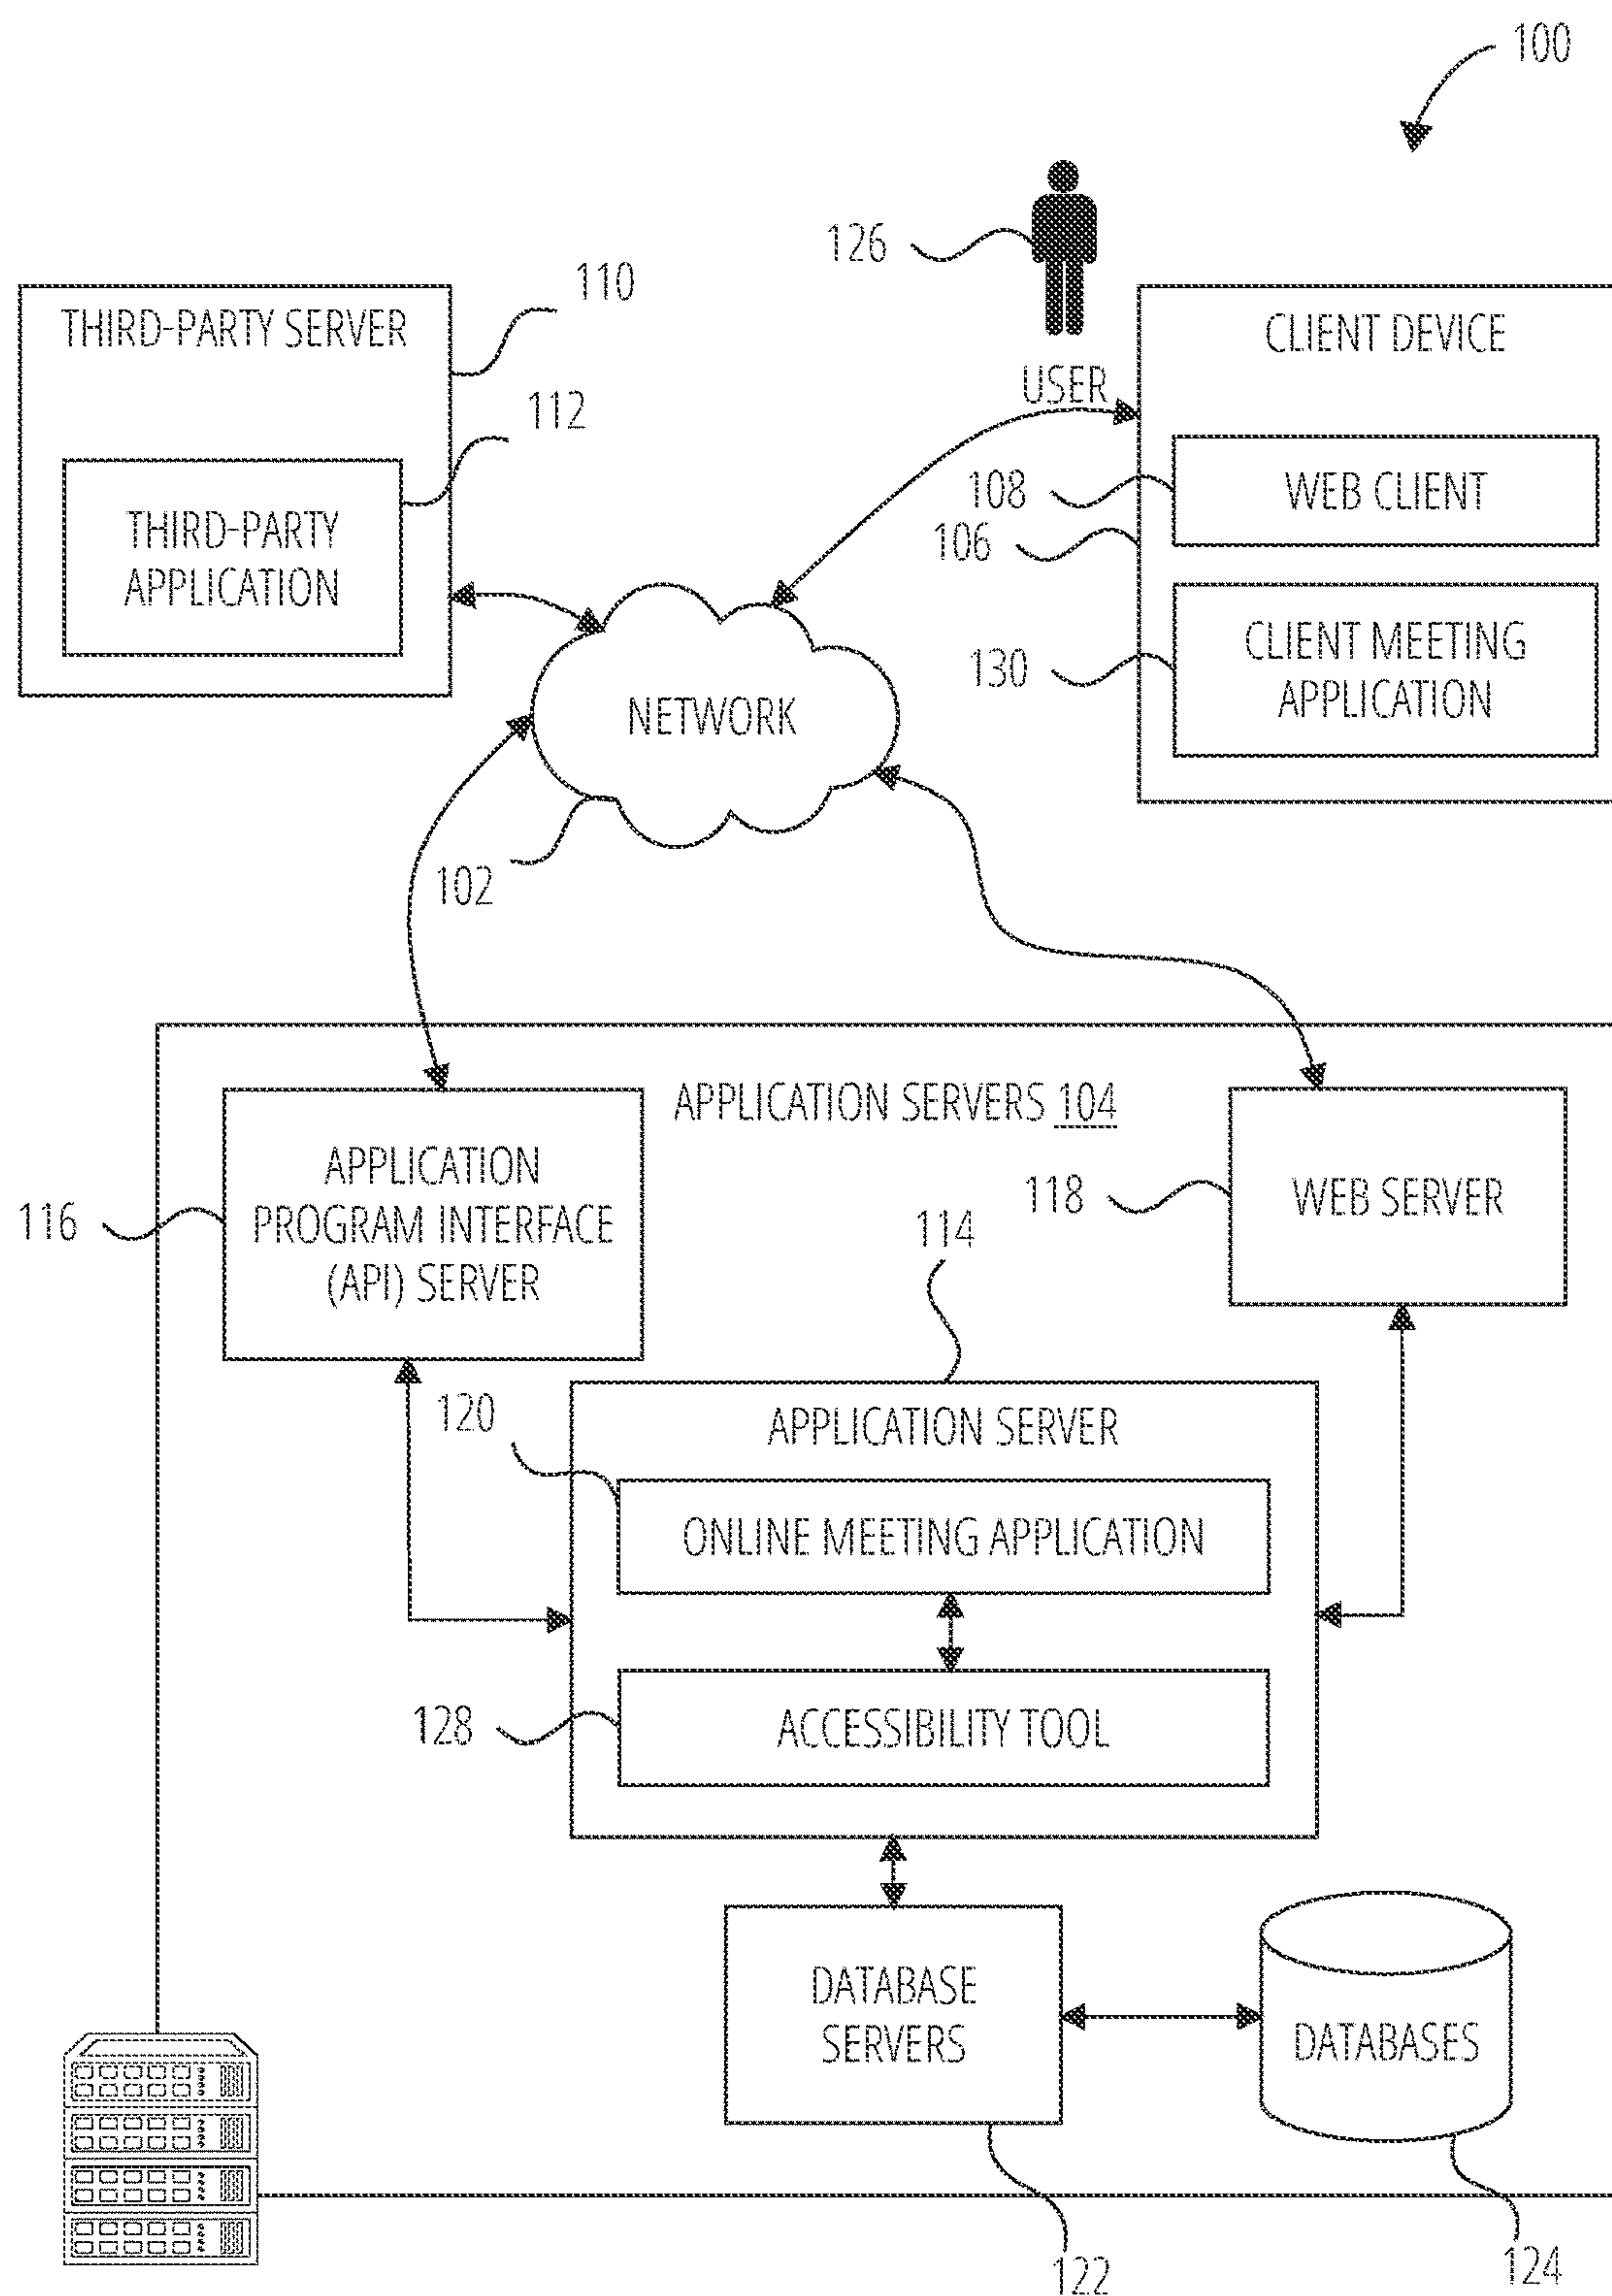 100
126
110
THIRD-PARTY SERVER
CLIENT DEVICE
USER
112
108
WEB CLIENT
THIRD-PARTY
APPLICATION
106
CLIENT MEETING
APPLICATION
130
NETWORK
102
APPLICATION SERVERS 104
APPLICATION
PROGRAM INTERFACE
(API) SERVER
116
118
WEB SERVER
114
120
APPLICATION SERVER
ONLINE MEETING APPLICATION
128
ACCESSIBILITY TOOL
DATABASE
SERVERS
DATABASES
122
124